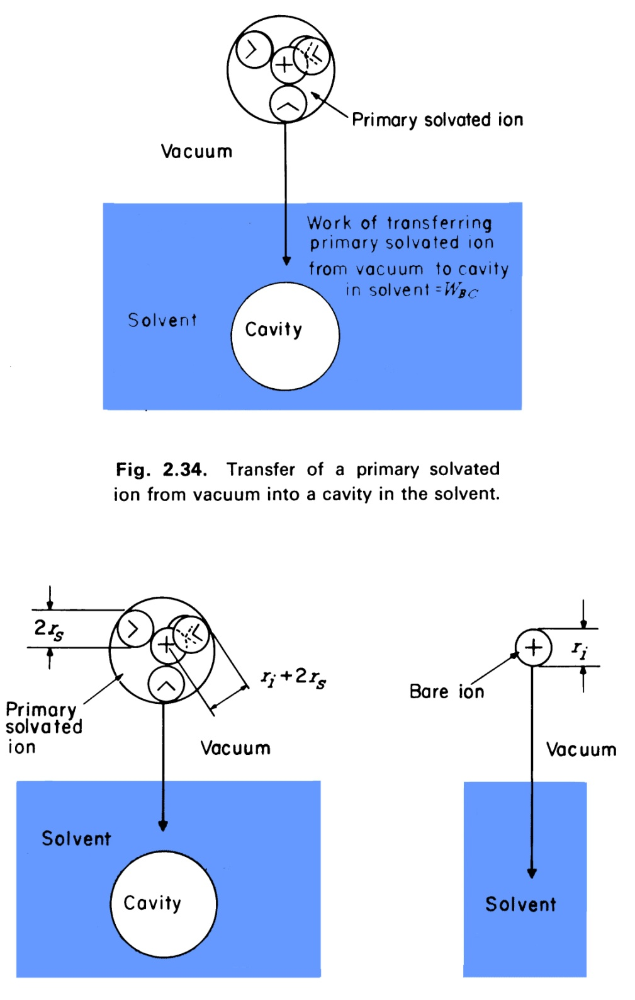 Primary solvated ion
Vacuum
Work of transferring
primary solvated ion
from vacuum to cavity
in solvent = W_BC
Solvent
Cavity
Fig. 2.34. Transfer of a primary solvated
ion from vacuum into a cavity in the solvent.
2r_s
r_i + 2r_s
Primary
solvated
ion
Vacuum
Solvent
Cavity
r_i
Bare ion
Vacuum
Solvent